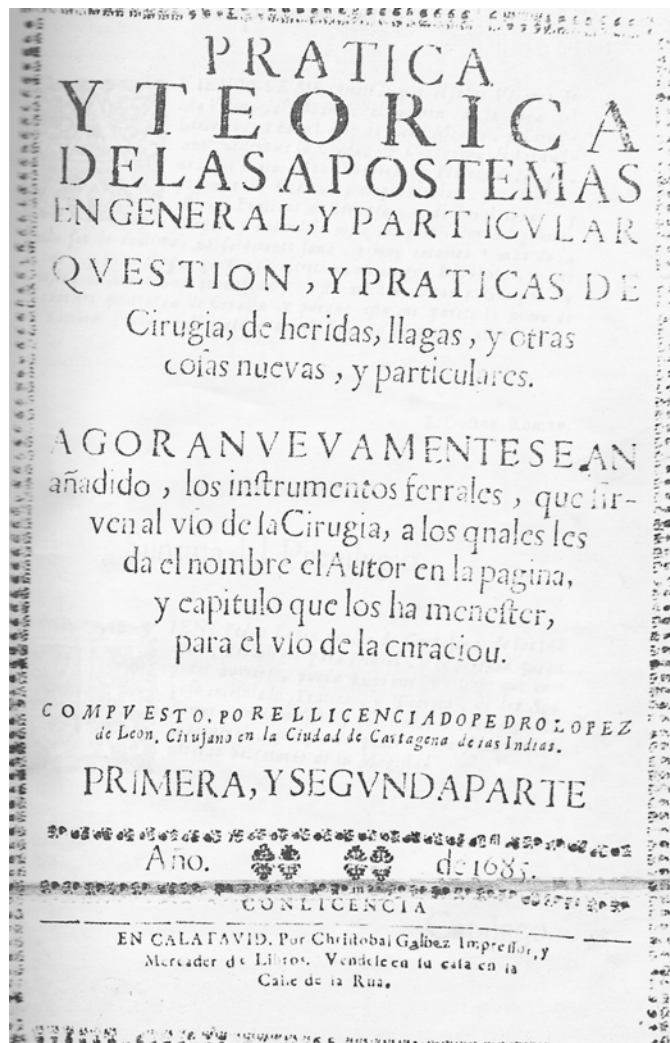 PRATICA
Y TEORICA
DE LAS APOSTEMAS
EN GENERAL, Y PARTICVLAR
QVESTION, Y PRATICAS DE
Cirugia, de heridas, llagas, y otras
coſas nuevas, y particulares.
AGORA NVEVAMENTE SE AN
añadido, los inſtrumentos ferrales, que ſir-
ven al vſo de la Cirugia, a los qnales les
da el nombre el Autor en la pagina,
y capitulo que los ha meneſter,
para el vſo de la cnraciou.
COMPVESTO, POR EL LICENCIADO PEDRO LOPEZ
de Leon, Cirujano en la Ciudad de Cartagena de las Indias.
PRIMERA, Y SEGVNDA PARTE
Año. de 1685.
CON LICENCIA
EN CALATAVID. Por Chriſtobal Galbez Impreſſor, y
Mercader de Libros. Vendeſe en ſu caſa en la
Calle de la Rua.